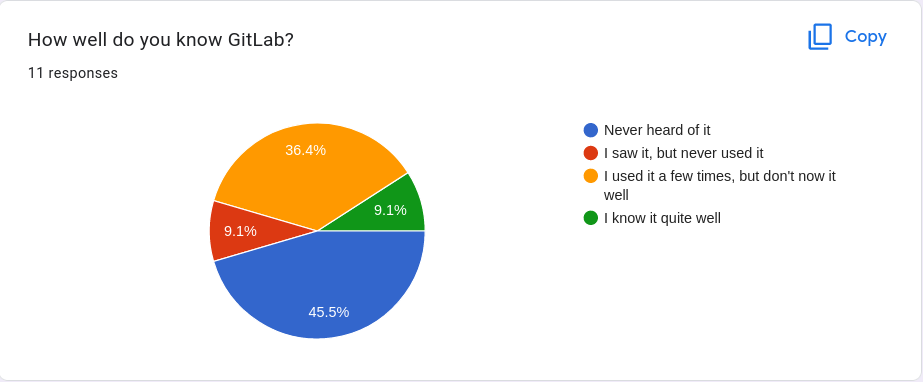 How well do you know GitLab?
Copy
11 responses
36.4%
9.1%
9.1%
45.5%
Never heard of it
I saw it, but never used it
I used it a few times, but don't now it
well
I know it quite well